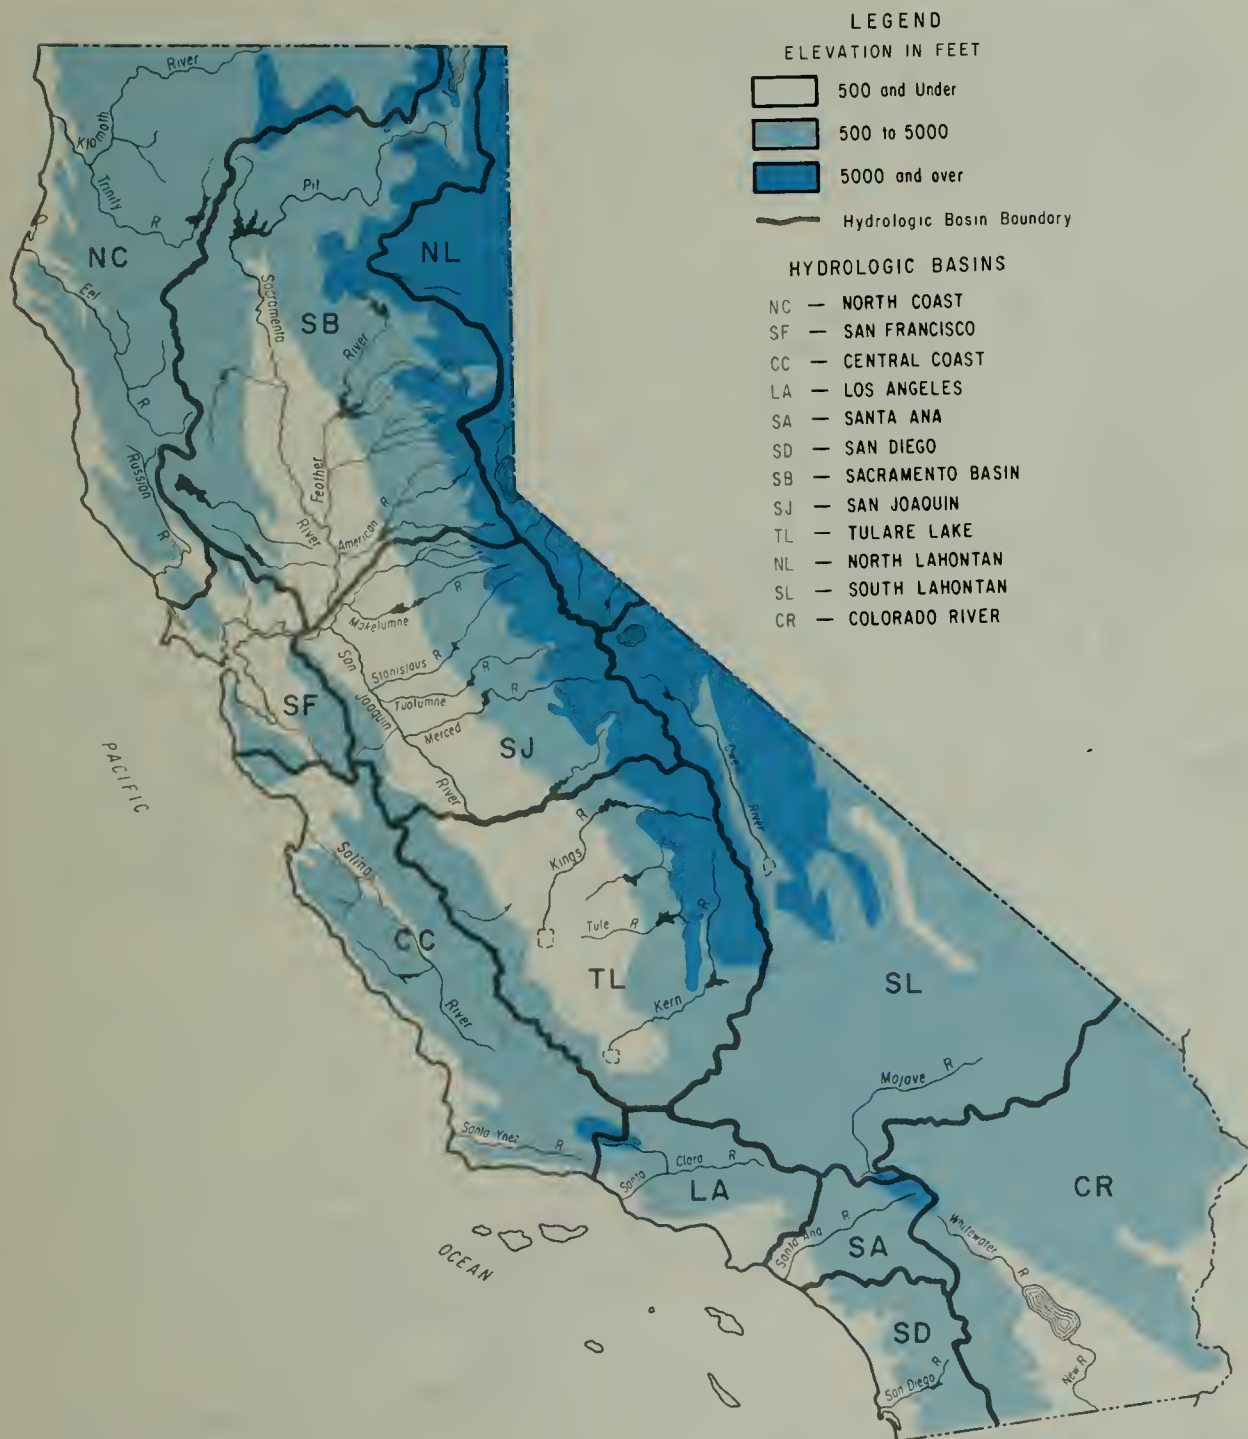 LEGEND
ELEVATION IN FEET
500 and Under
500 to 5000
5000 and over
Hydrologic Basin Boundary
HYDROLOGIC BASINS
NC — NORTH COAST
SF — SAN FRANCISCO
CC — CENTRAL COAST
LA — LOS ANGELES
SA — SANTA ANA
SD — SAN DIEGO
SB — SACRAMENTO BASIN
SJ — SAN JOAQUIN
TL — TULARE LAKE
NL — NORTH LAHONTAN
SL — SOUTH LAHONTAN
CR — COLORADO RIVER
Klamath River
Trinity R
Pit
NC
NL
Eel R
Sacramento River
SB
River
Feather
Russian R
American R
Mokelumne R
San Joaquin River
Stanislaus R
Tuolumne R
Merced R
SF
SJ
PACIFIC
Owe River
Kings R
Salina River
CC
Tule R
TL
Kern R
SL
Mojave R
Santa Ynez R
Santa Clara R
LA
CR
Santa Ana R
SA
Whitewater R
OCEAN
SD
San Diego R
New R